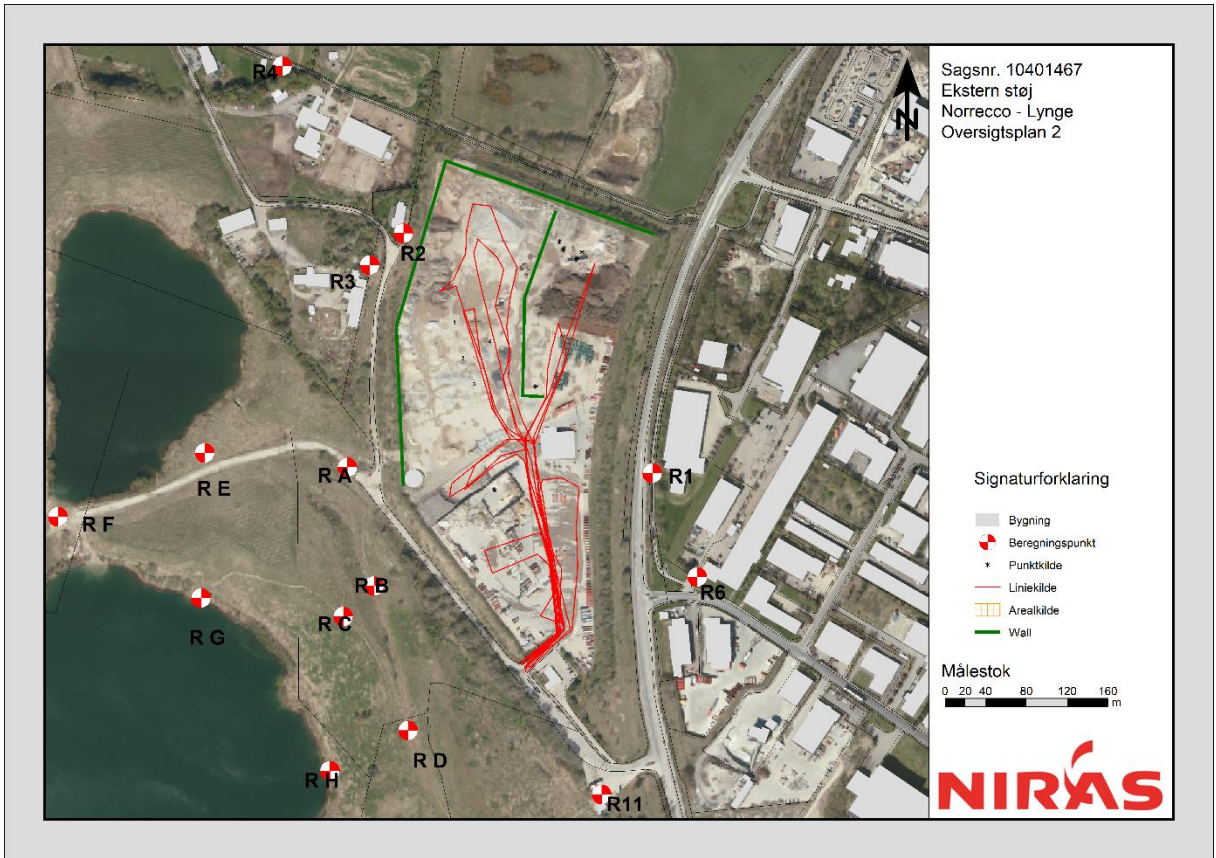 Sagsnr. 10401467
Ekstern støj
Norrecco - Lynge
Oversigtsplan 2
N
R4
R2
R3
R1
R E
R A
R F
R6
R B
R C
R G
R D
R H
R11
Signaturforklaring
Bygning
Beregningspunkt
Punktkilde
Liniekilde
Arealkilde
Wall
Målestok
0 20 40 80 120 160
m
NIRAS